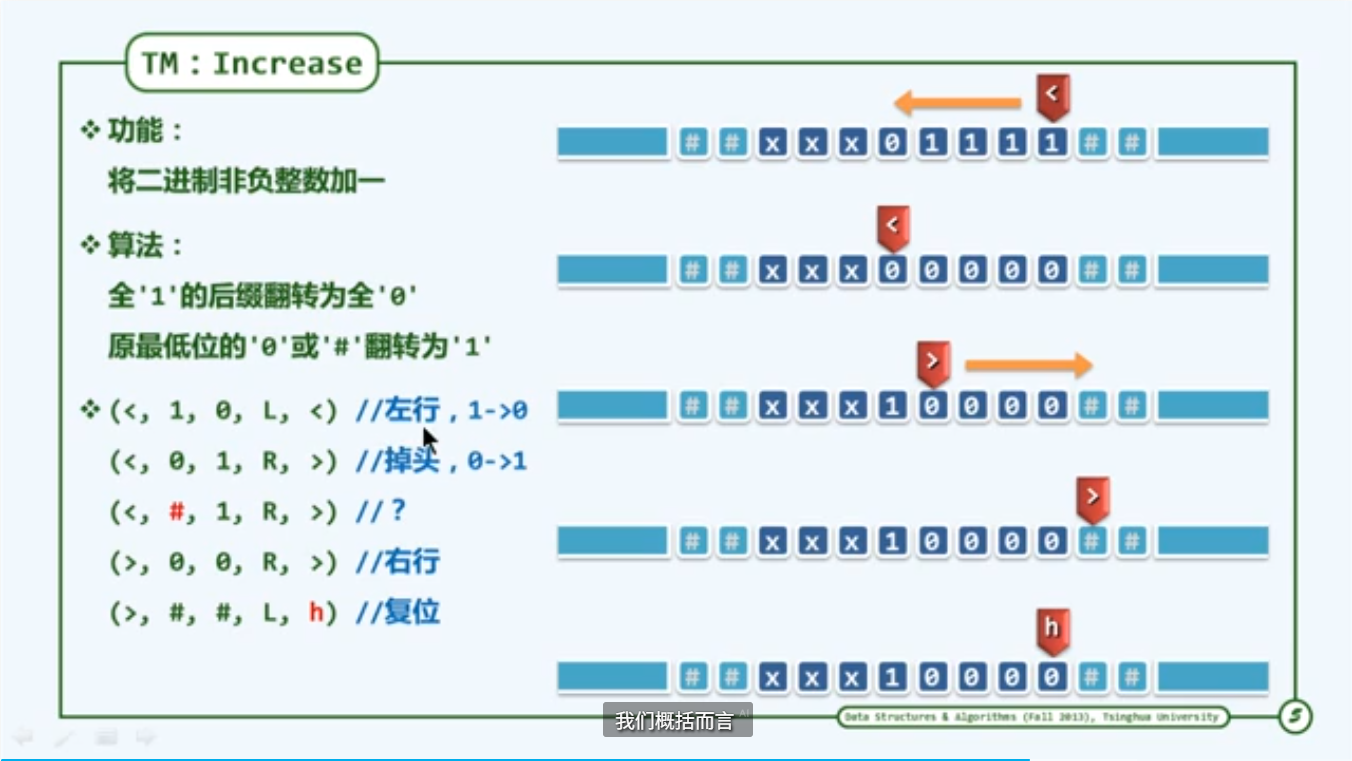 TM：Increase
❖ 功能：
将二进制非负整数加一
❖ 算法：
全'1'的后缀翻转为全'0'
原最低位的'0'或'#'翻转为'1'
❖ (<, 1, 0, L, <) //左行，1->0
(<, 0, 1, R, >) //掉头，0->1
(<, #, 1, R, >) //？
(>, 0, 0, R, >) //右行
(>, #, #, L, h) //复位
<
# # x x x 0 1 1 1 1 # #
<
# # x x x 0 0 0 0 0 # #
>
# # x x x 1 0 0 0 0 # #
>
# # x x x 1 0 0 0 0 # #
h
# # x x x 1 0 0 0 0 # #
我们概括而言 AI
Data Structures & Algorithms (Fall 2013), Tsinghua University
5